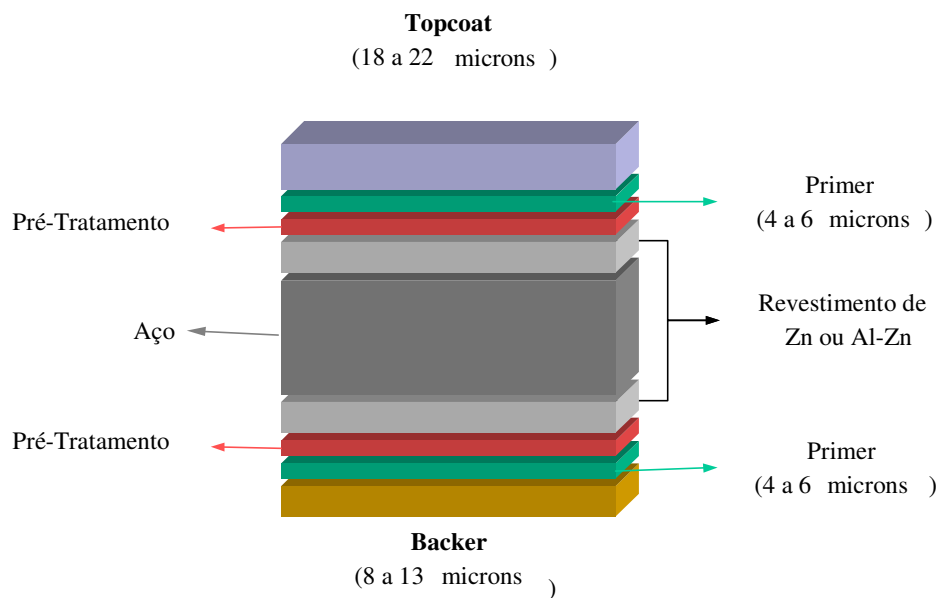 Topcoat
(18 a 22 microns )
Primer
(4 a 6 microns )
Pré-Tratamento
Revestimento de
Zn ou Al-Zn
Aço
Pré-Tratamento
Primer
(4 a 6 microns )
Backer
(8 a 13 microns )